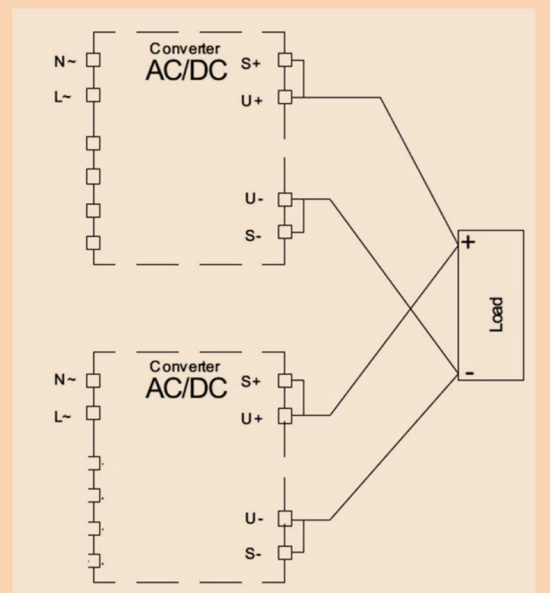 Converter
AC/DC
N~
L~
S+
U+
U-
S-
+
Load
-
Converter
AC/DC
N~
L~
S+
U+
U-
S-